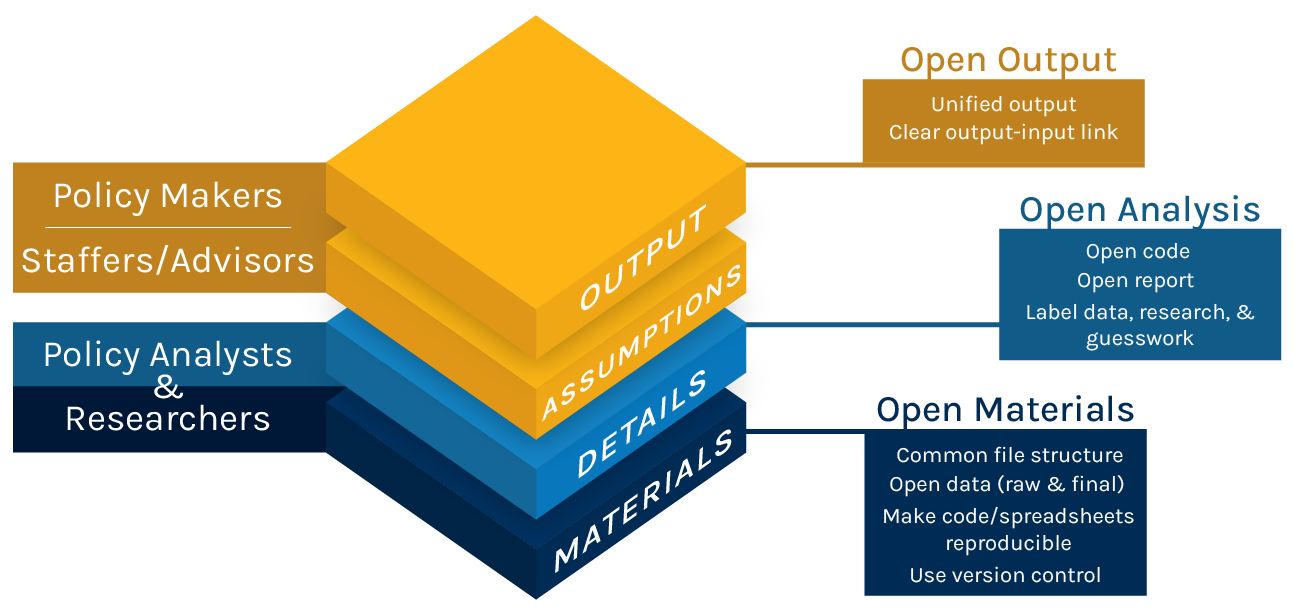 Policy Makers
Staffers/Advisors
Policy Analysts
&
Researchers
OUTPUT
ASSUMPTIONS
DETAILS
MATERIALS
Open Output
Unified output
Clear output-input link
Open Analysis
Open code
Open report
Label data, research, &
guesswork
Open Materials
Common file structure
Open data (raw & final)
Make code/spreadsheets
reproducible
Use version control